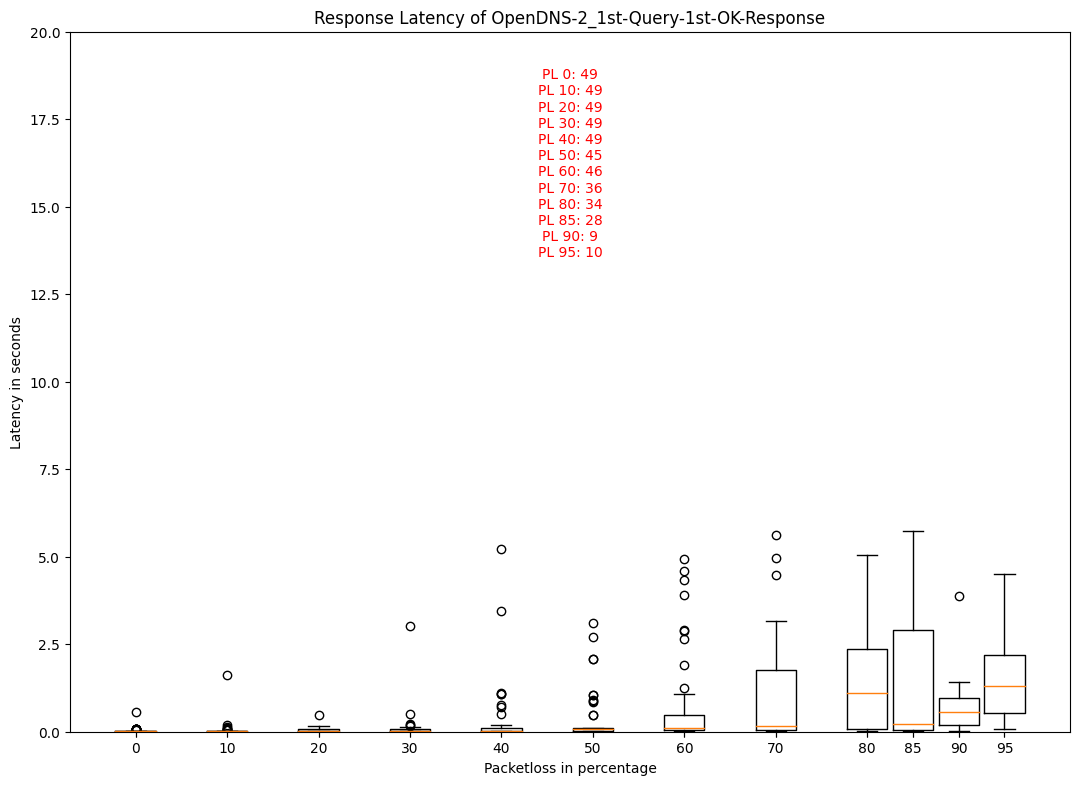 Response Latency of OpenDNS-2_1st-Query-1st-OK-Response
20.0
17.5
15.0
12.5
10.0
7.5
5.0
2.5
0.0
Latency in seconds
PL 0: 49
PL 10: 49
PL 20: 49
PL 30: 49
PL 40: 49
PL 50: 45
PL 60: 46
PL 70: 36
PL 80: 34
PL 85: 28
PL 90: 9
PL 95: 10
0 10 20 30 40 50 60 70 80 85 90 95
Packetloss in percentage